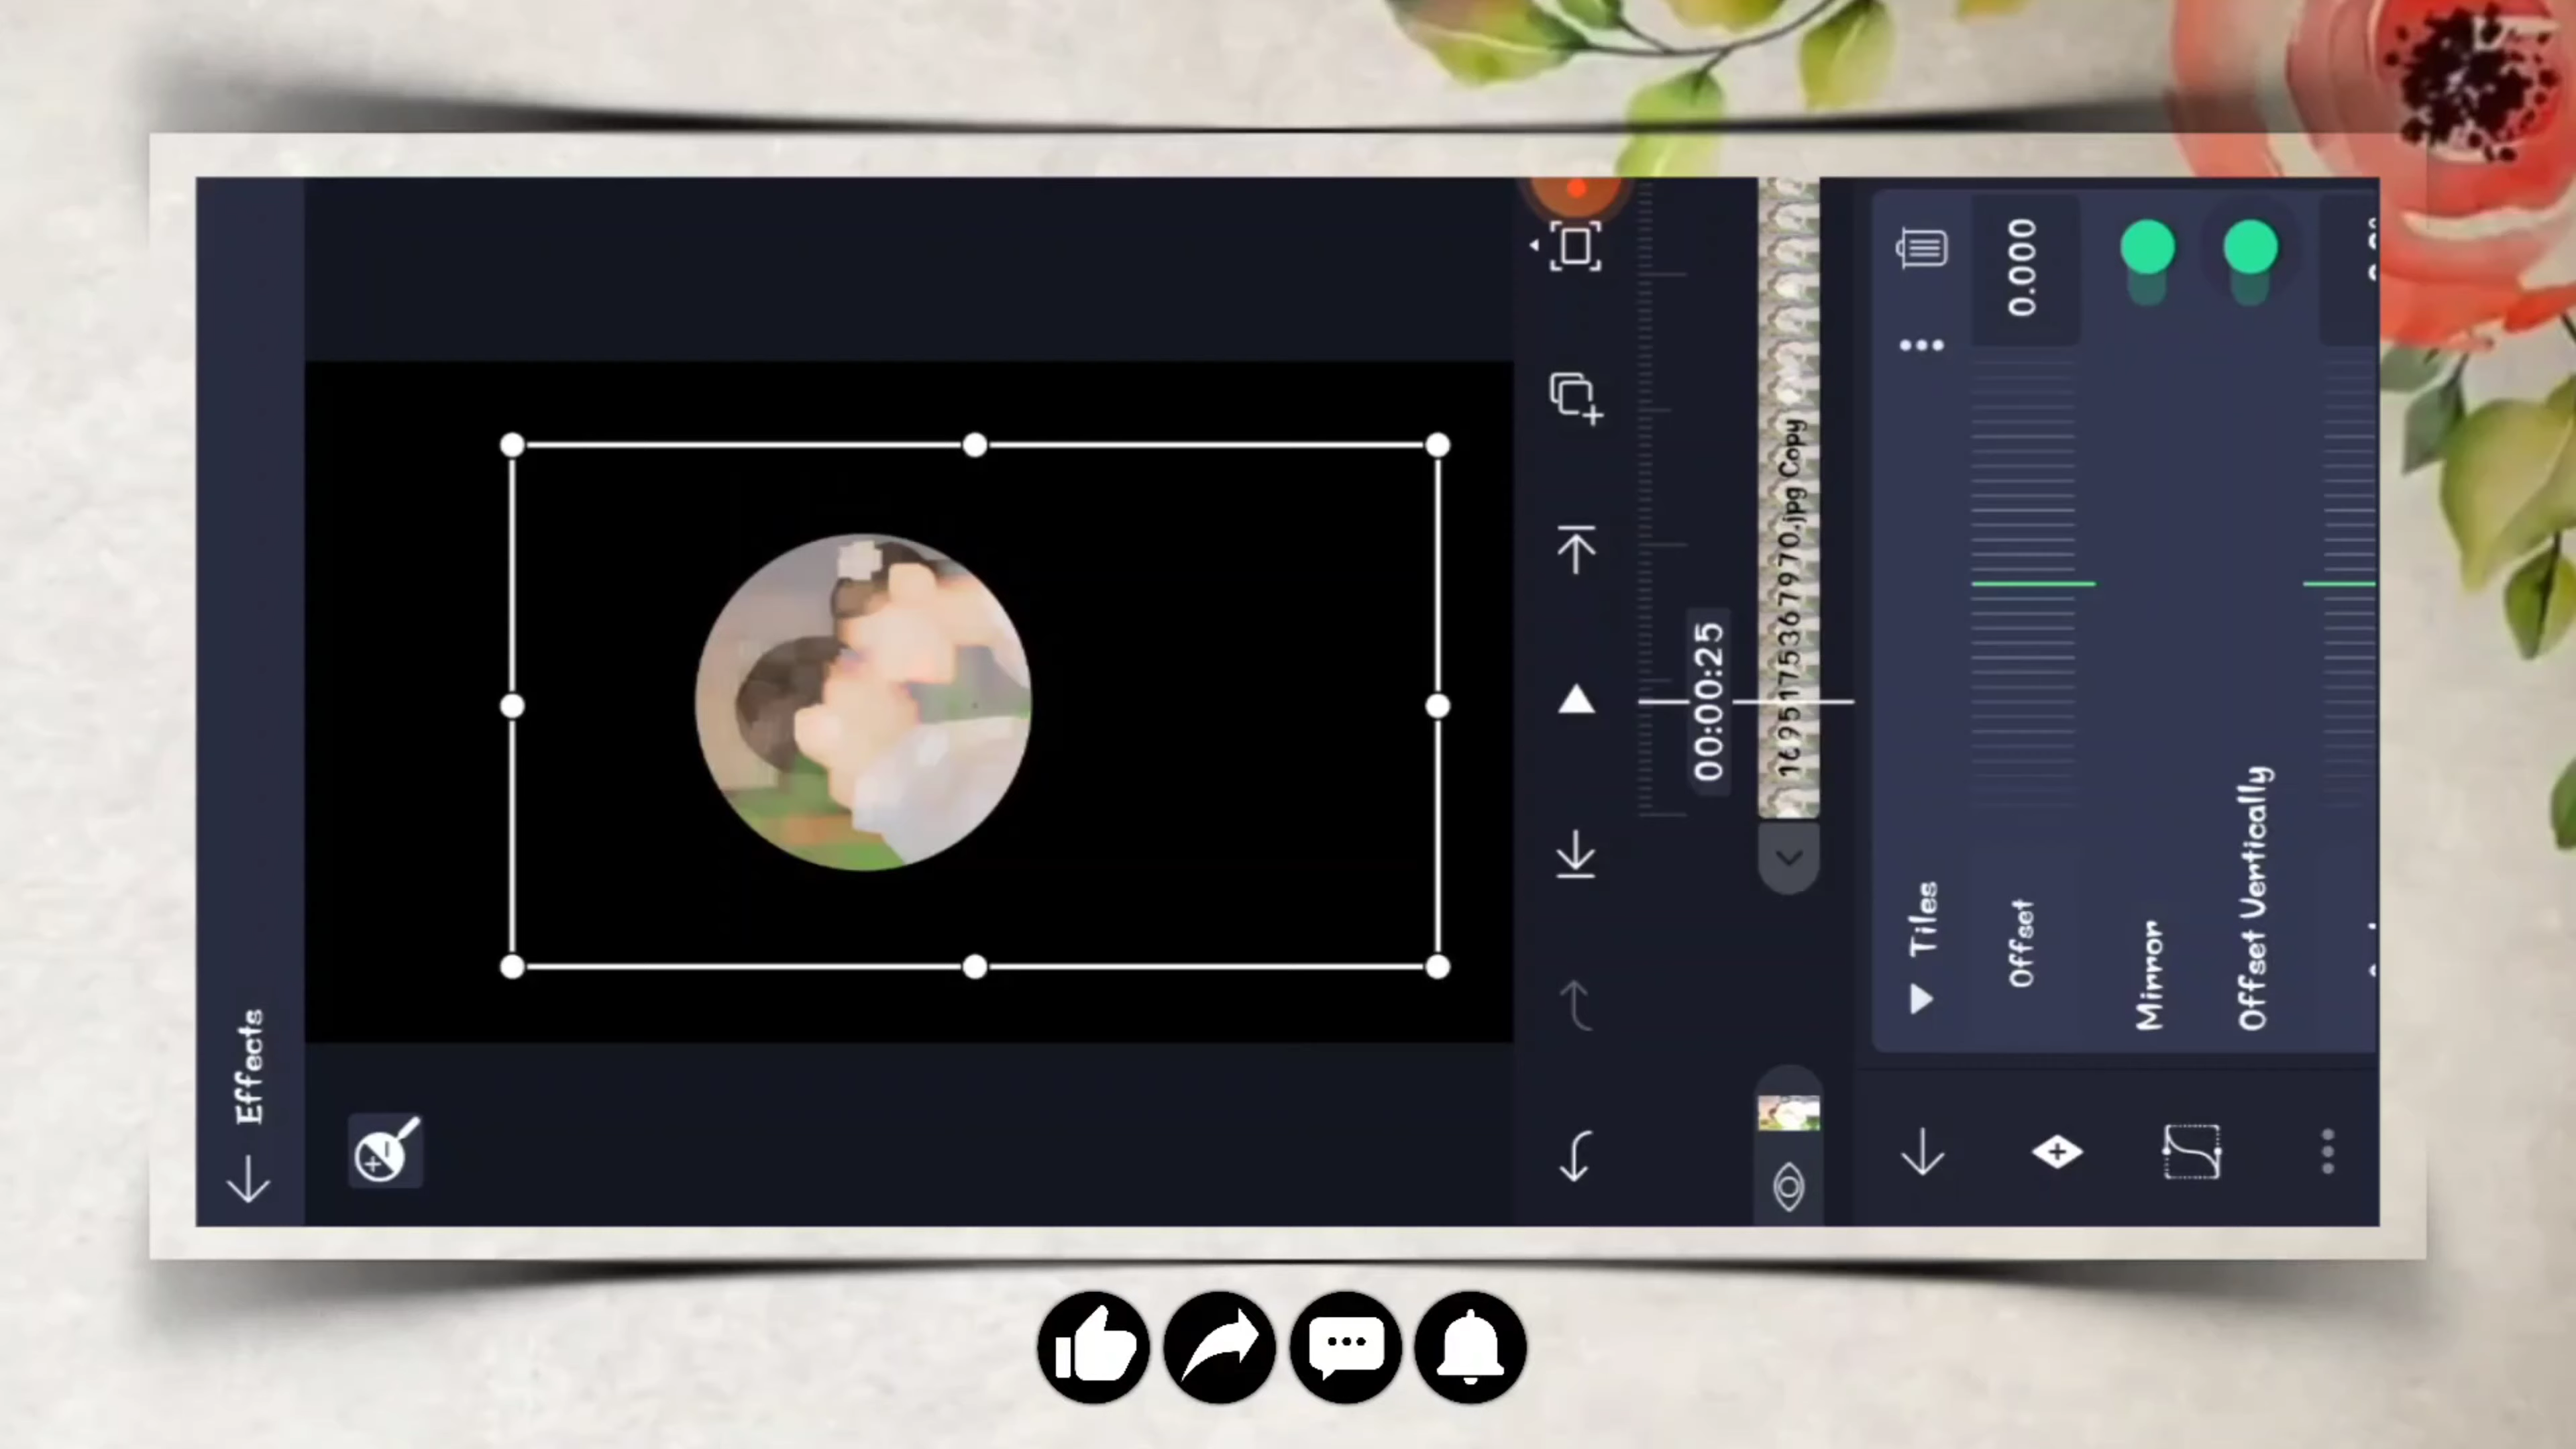 Effects
00:00:25
1695175367970.jpg Copy
Tiles
Offset 0.000
Mirror
Offset Vertically